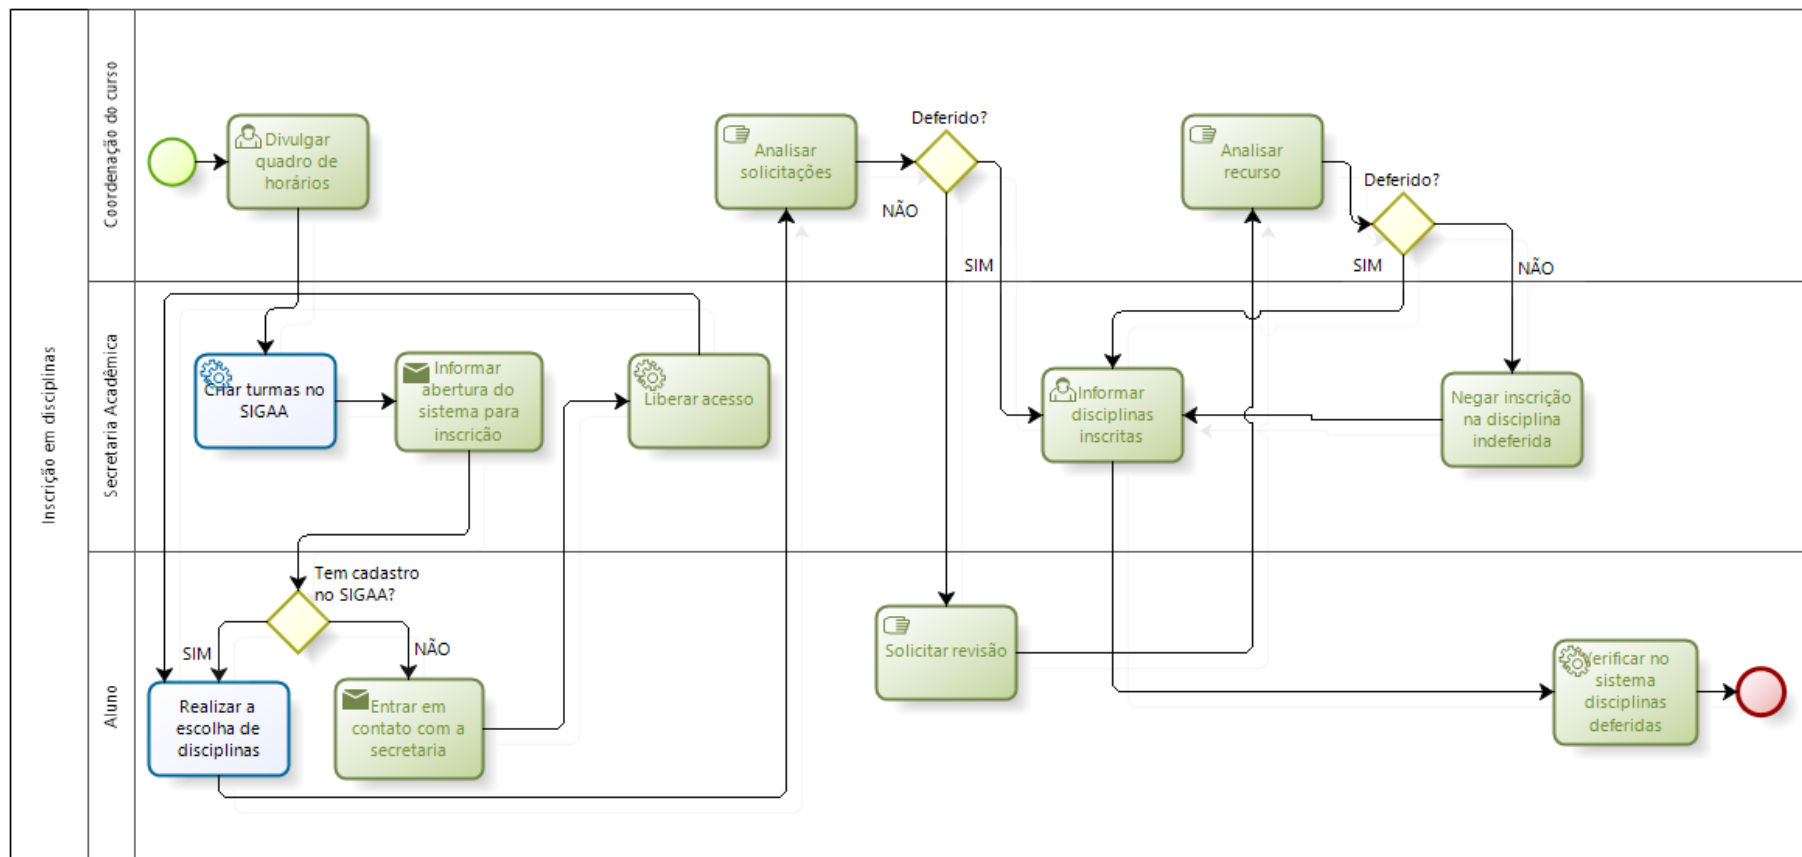 Inscrição em disciplinas
Coordenação do curso
Divulgar
quadro de
horários
Analisar
solicitações
Deferido?
NÃO
SIM
Analisar
recurso
Deferido?
SIM
NÃO
Secretaria Acadêmica
Criar turmas no
SIGAA
Informar
abertura do
sistema para
inscrição
Liberar acesso
Informar
disciplinas
inscritas
Negar inscrição
na disciplina
indeferida
Aluno
Tem cadastro
no SIGAA?
SIM
NÃO
Realizar a
escolha de
disciplinas
Entrar em
contato com a
secretaria
Solicitar revisão
Verificar no
sistema
disciplinas
deferidas